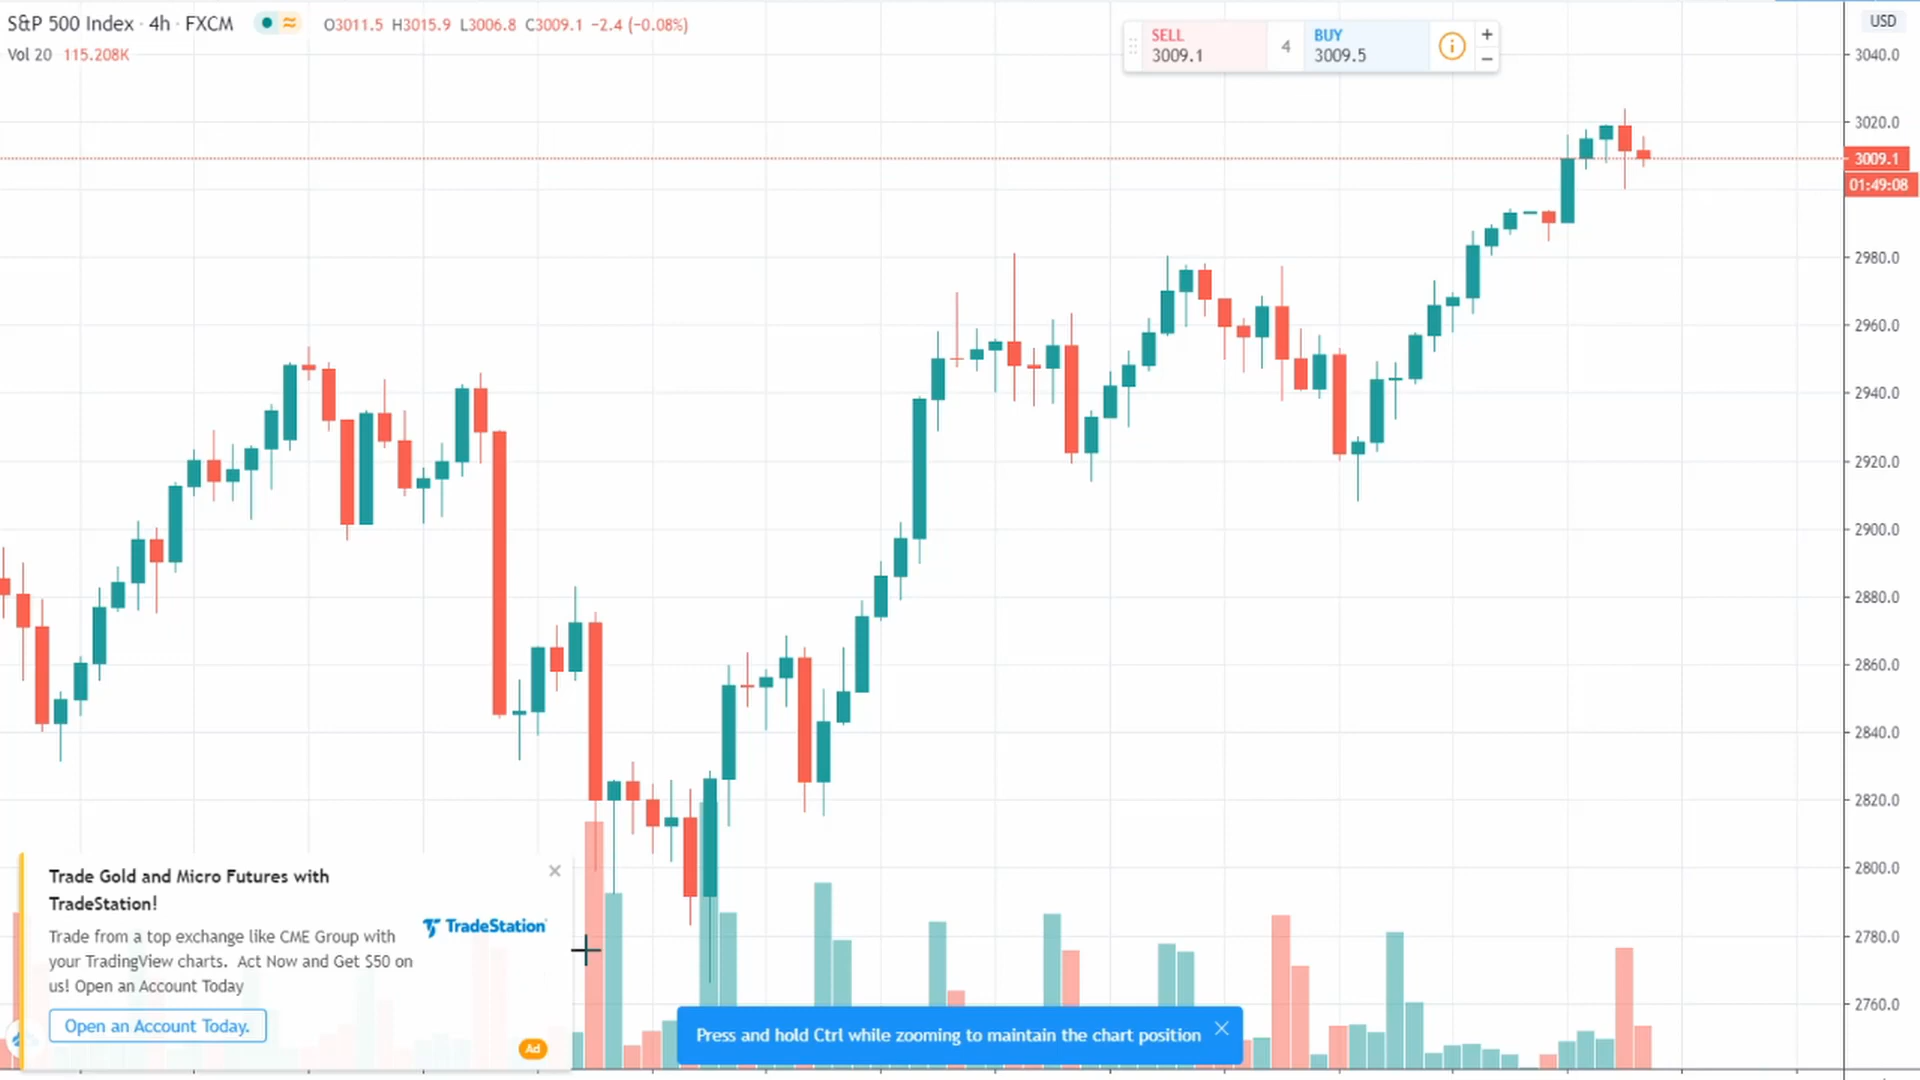 S&P 500 Index · 4h · FXCM O3011.5 H3015.9 L3006.8 C3009.1 −2.4 (−0.08%)
Vol 20 115.208K
SELL
3009.1
4
BUY
3009.5
+
−
USD
3040.0
3020.0
3009.1
01:49:08
2980.0
2960.0
2940.0
2920.0
2900.0
2880.0
2860.0
2840.0
2820.0
2800.0
2780.0
2760.0
Trade Gold and Micro Futures with
TradeStation!
TradeStation
Trade from a top exchange like CME Group with
your TradingView charts. Act Now and Get $50 on
us! Open an Account Today
Open an Account Today.
Ad
Press and hold Ctrl while zooming to maintain the chart position